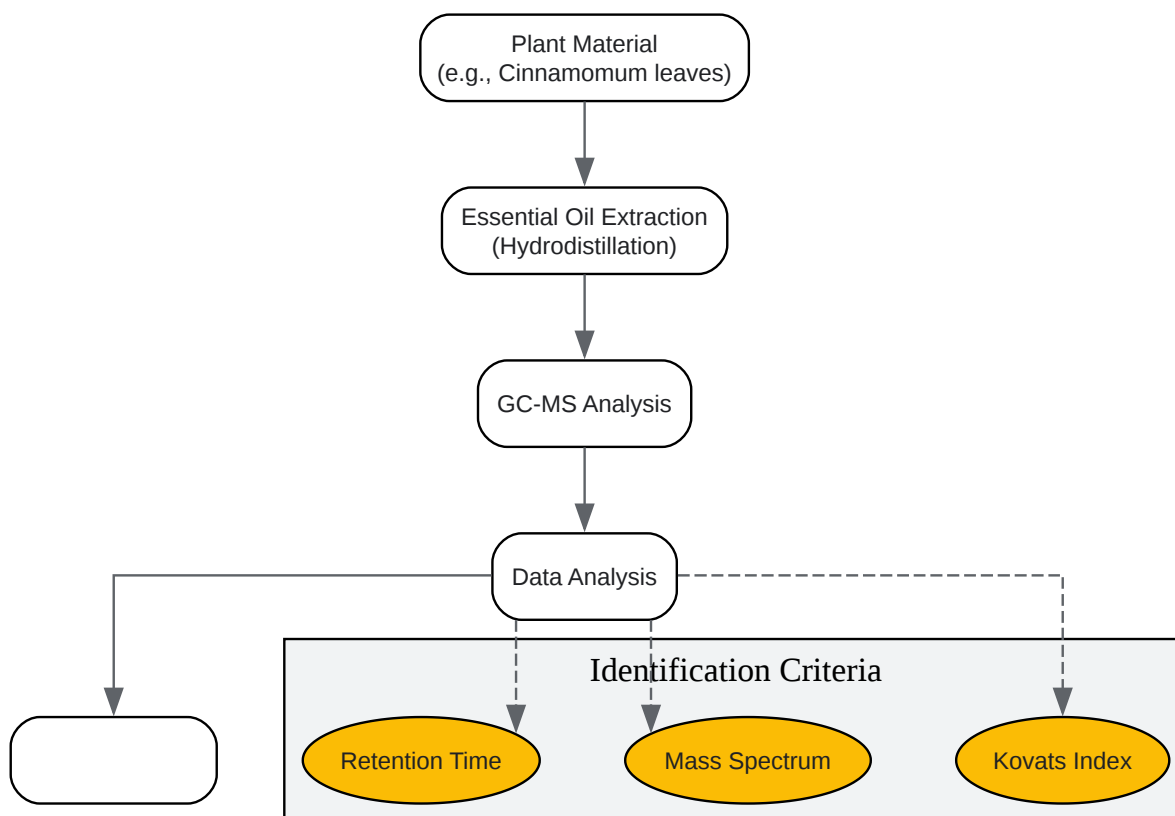 Plant Material
(e.g., Cinnamomum leaves)
Essential Oil Extraction
(Hydrodistillation)
GC-MS Analysis
Data Analysis
Identification Criteria
Retention Time
Mass Spectrum
Kovats Index